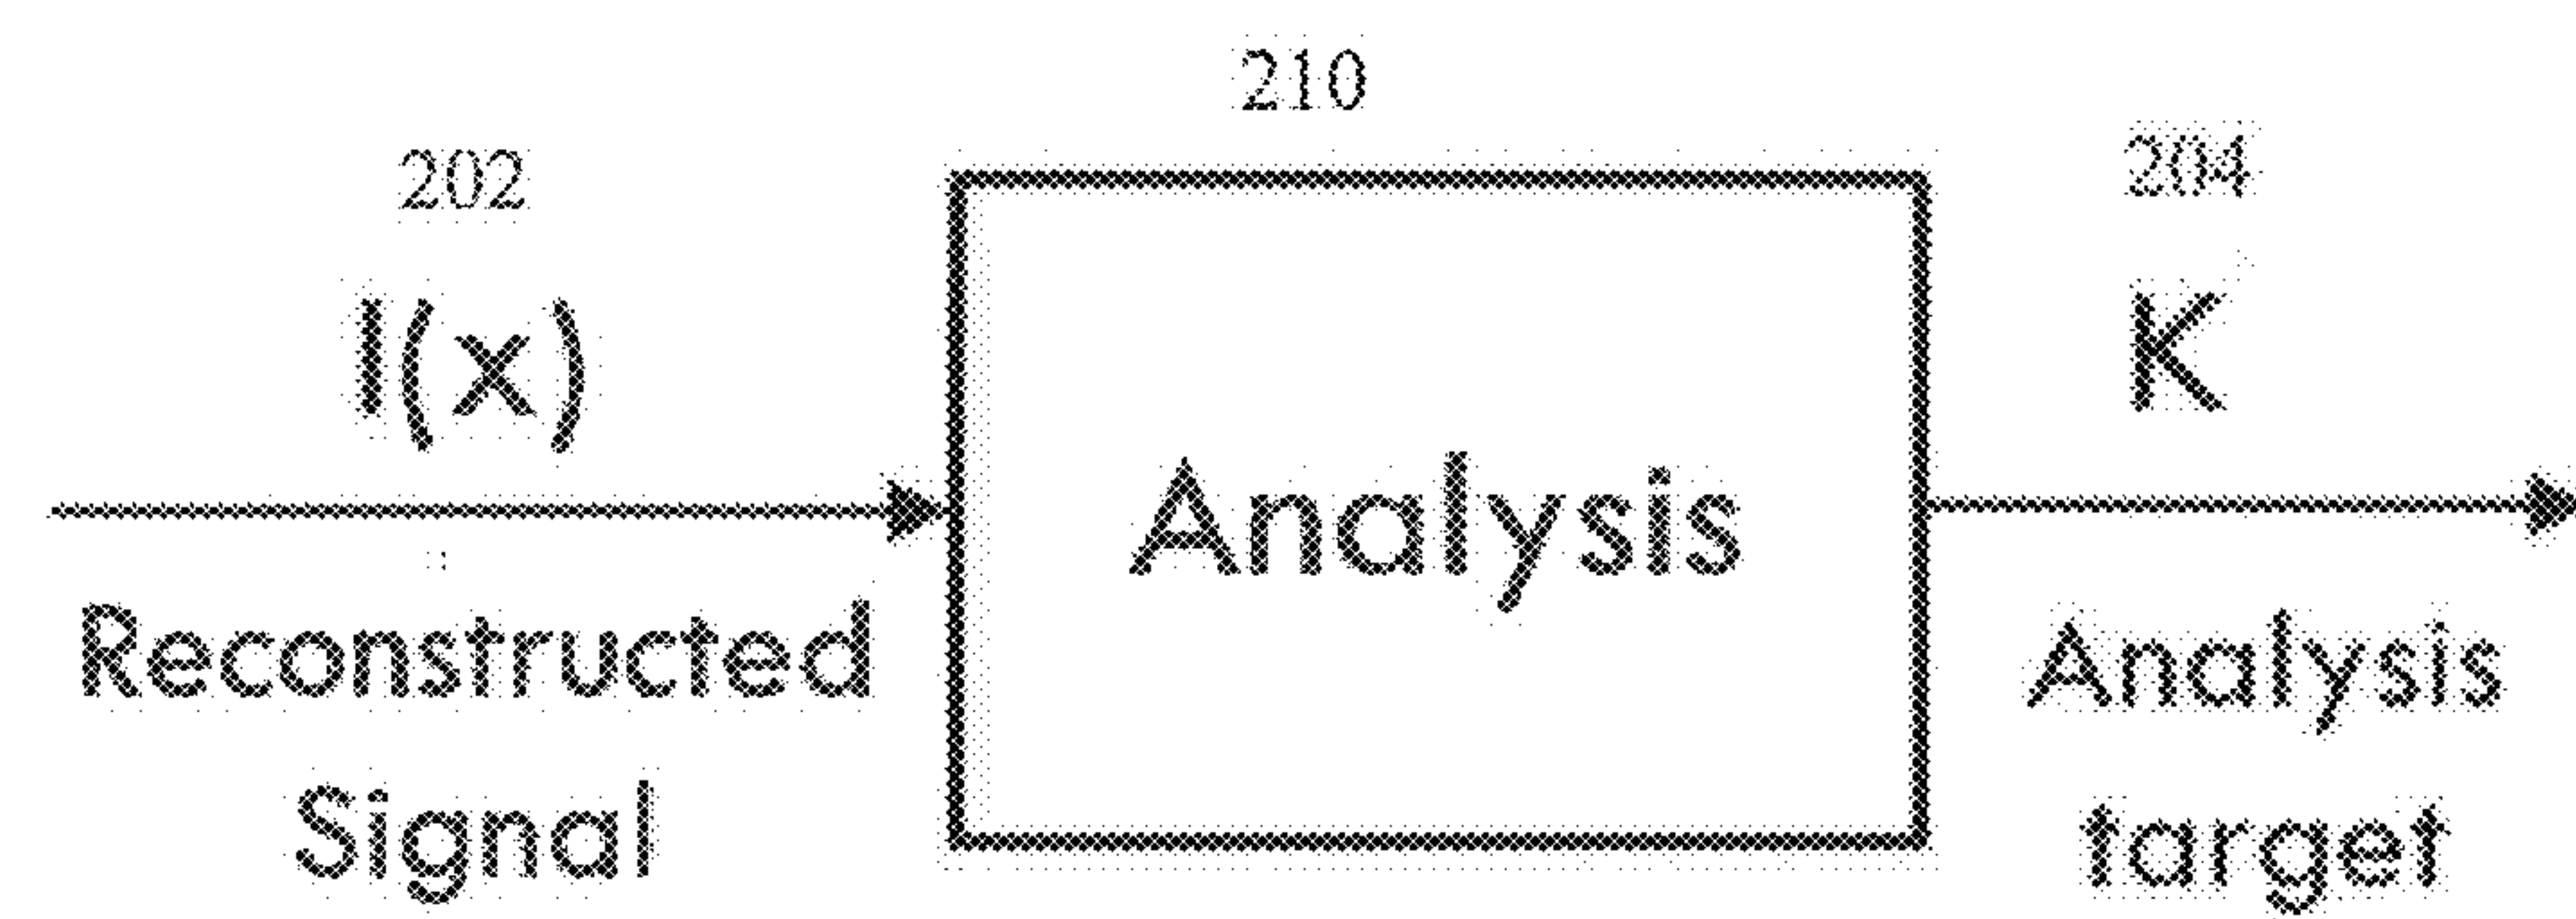 210
202
204
I(x)
K
Analysis
Reconstructed
Signal
Analysis
target